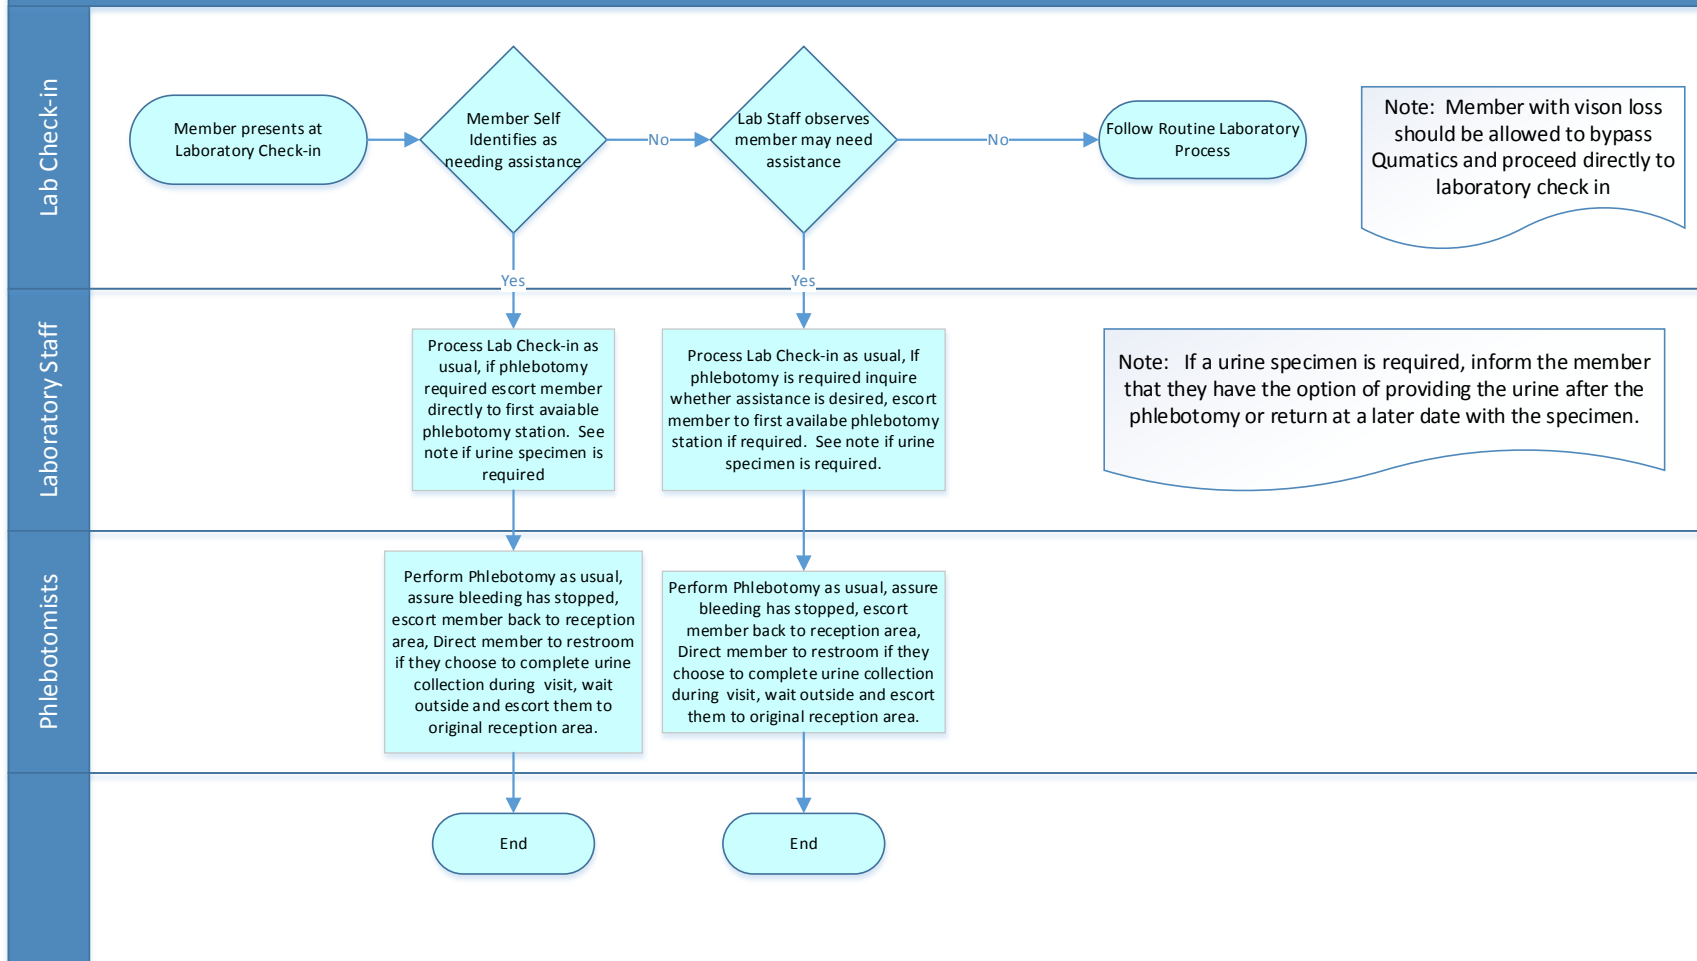 Lab Check-in
Member presents at
Laboratory Check-in
Member Self
Identifies as
needing assistance
No
Lab Staff observes
member may need
assistance
No
Follow Routine Laboratory
Process
Note:  Member with vison loss
should be allowed to bypass
Qumatics and proceed directly to
laboratory check in
Yes
Yes
Laboratory Staff
Process Lab Check-in as
usual, if phlebotomy
required escort member
directly to first avaiable
phlebotomy station.  See
note if urine specimen is
required
Process Lab Check-in as usual, If
phlebotomy is required inquire
whether assistance is desired, escort
member to first availabe phlebotomy
station if required.  See note if urine
specimen is required.
Note:   If a urine specimen is required, inform the member
that they have the option of providing the urine after the
phlebotomy or return at a later date with the specimen.
Phlebotomists
Perform Phlebotomy as usual,
assure bleeding has stopped,
escort member back to reception
area, Direct member to restroom
if they choose to complete urine
collection during  visit, wait
outside and escort them to
original reception area.
Perform Phlebotomy as usual, assure
bleeding has stopped, escort
member back to reception area,
Direct member to restroom if they
choose to complete urine collection
during  visit, wait outside and escort
them to original reception area.
End
End